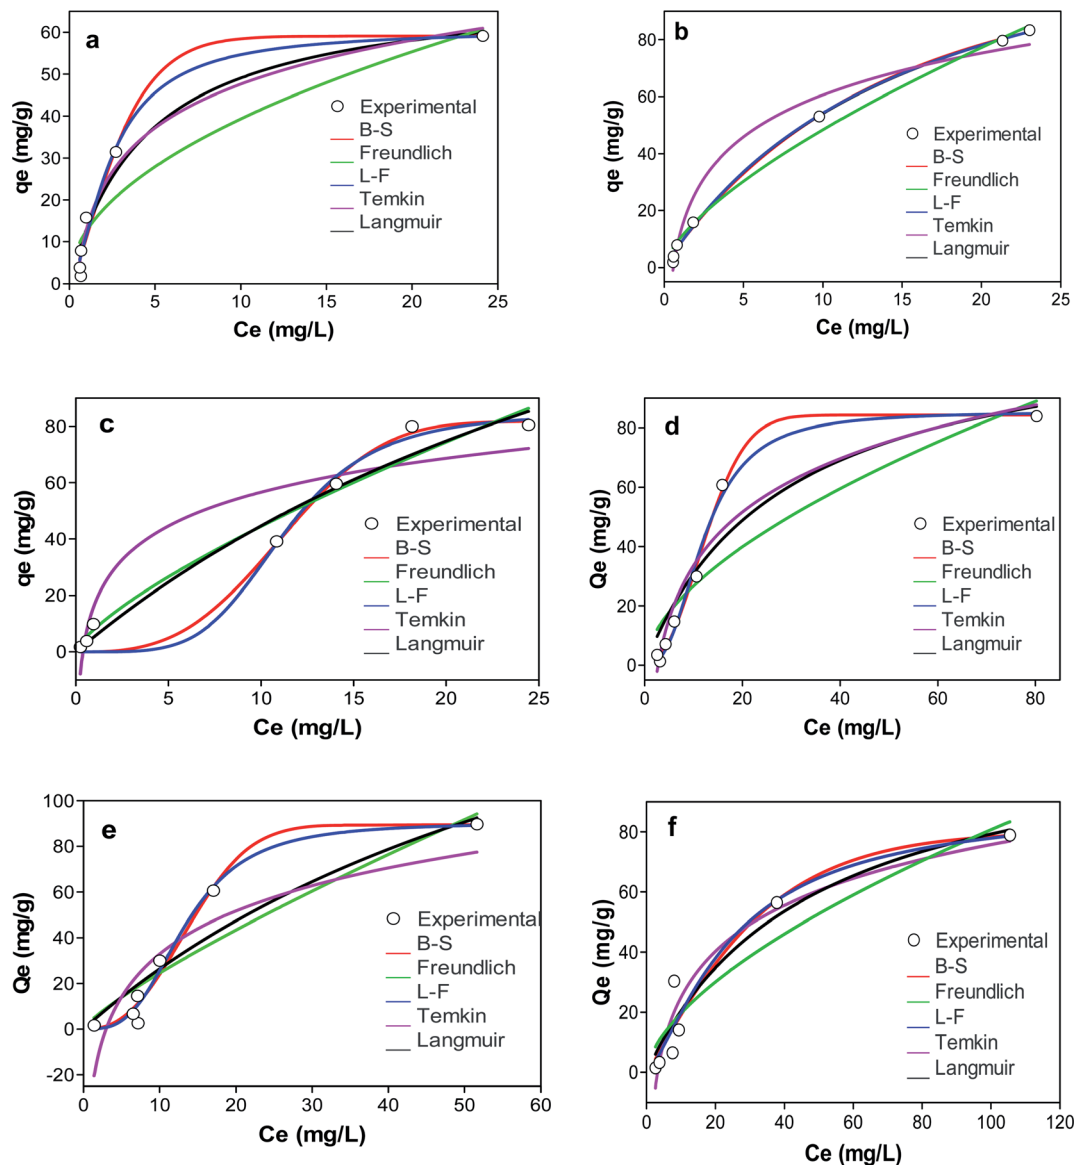 a
qe (mg/g)
60
50
40
30
20
10
0
0 5 10 15 20 25
Ce (mg/L)
Experimental
B-S
Freundlich
L-F
Temkin
Langmuir
b
qe (mg/g)
80
60
40
20
0
0 5 10 15 20 25
Ce (mg/L)
Experimental
B-S
Freundlich
L-F
Temkin
Langmuir
c
qe (mg/g)
80
60
40
20
0
0 5 10 15 20 25
Ce (mg/L)
Experimental
B-S
Freundlich
L-F
Temkin
Langmuir
d
Qe (mg/g)
80
60
40
20
0
0 20 40 60 80
Ce (mg/L)
Experimental
B-S
Freundlich
L-F
Temkin
Langmuir
e
Qe (mg/g)
100
80
60
40
20
0
-20
0 10 20 30 40 50 60
Ce (mg/L)
Experimental
B-S
Freundlich
L-F
Temkin
Langmuir
f
Qe (mg/g)
80
60
40
20
0
0 20 40 60 80 100 120
Ce (mg/L)
Experimental
B-S
Freundlich
L-F
Temkin
Langmuir